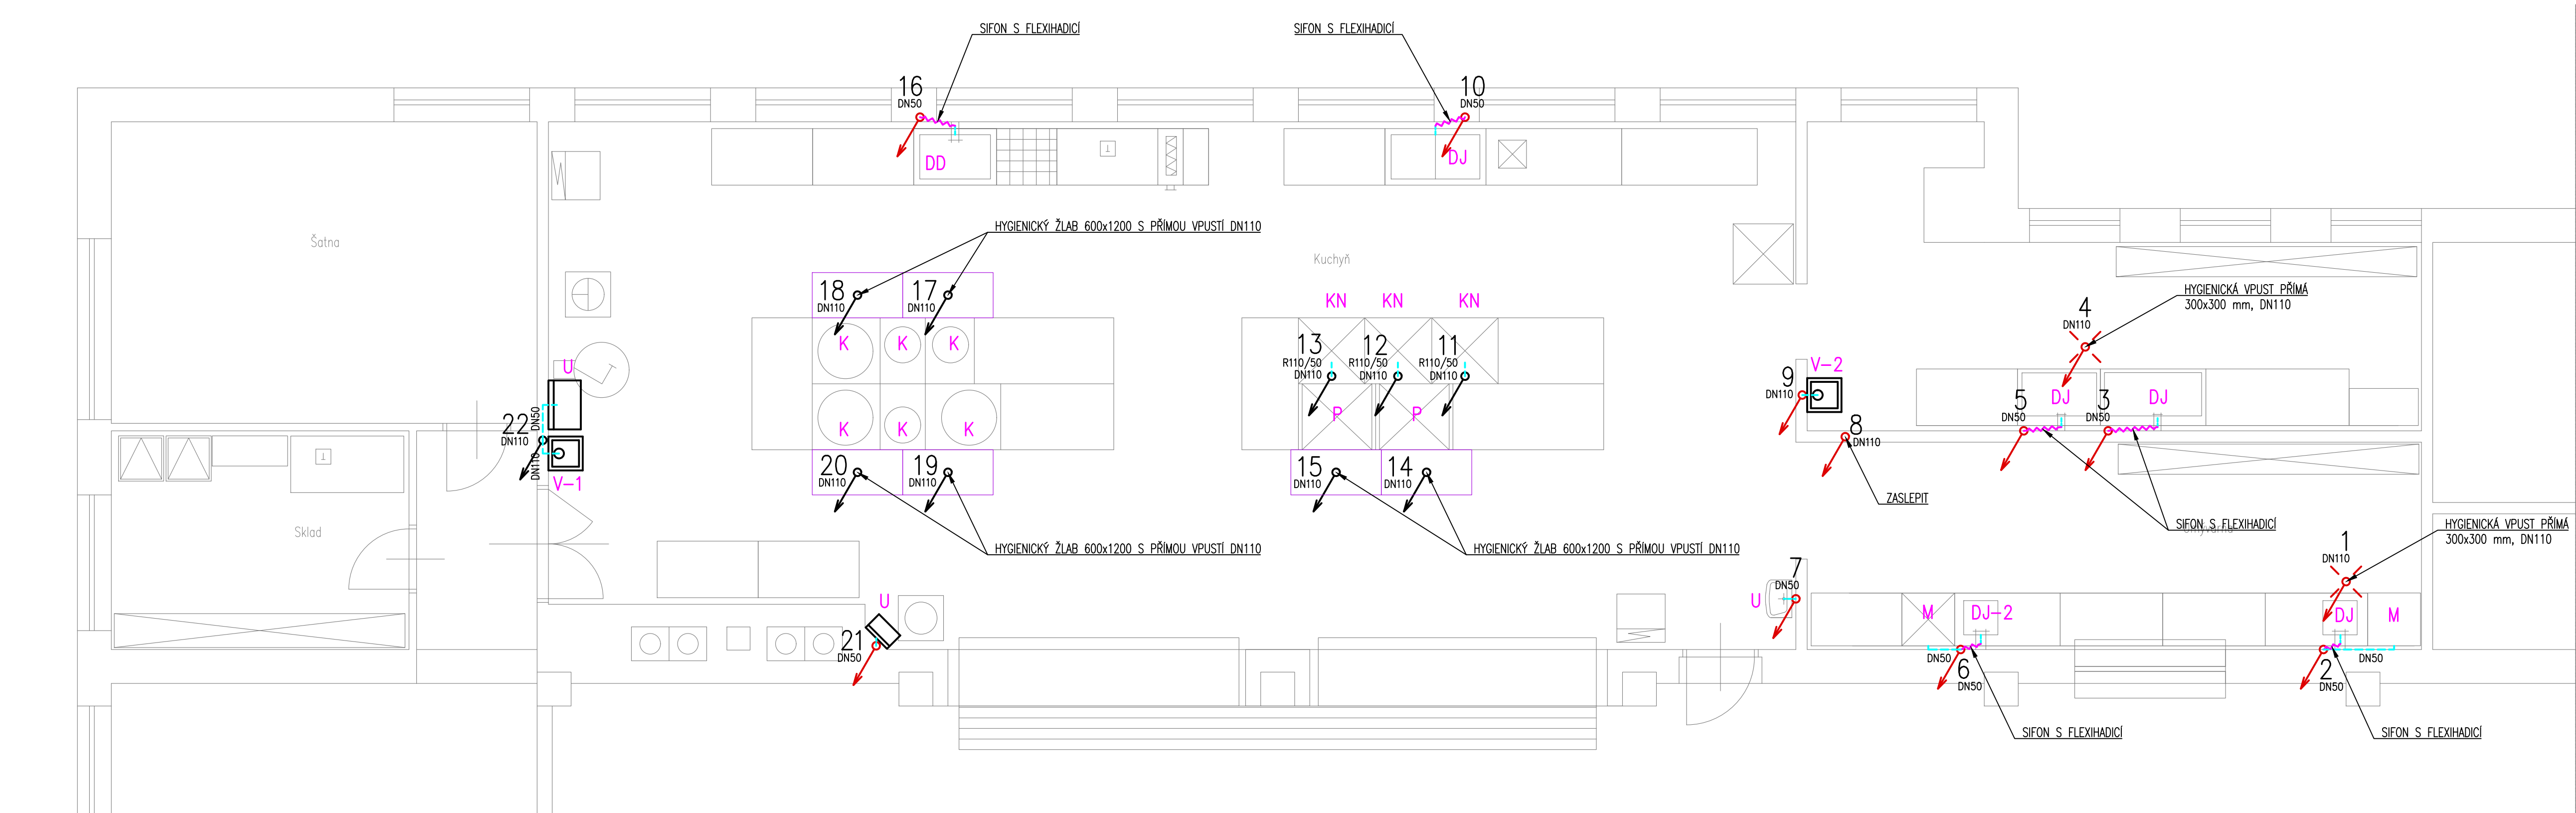 SIFON S FLEXIHADICÍ
SIFON S FLEXIHADICÍ
16
DN50
10
DN50
DD
DJ
HYGIENICKÝ ŽLAB 600x1200 S PŘÍMOU VPUSTÍ DN110
Šatna
Kuchyň
18
DN110
17
DN110
KN
KN
KN
HYGIENICKÁ VPUST PŘÍMÁ
300x300 mm, DN110
4
DN110
K
K
K
13
R110/50
DN110
12
R110/50
DN110
11
R110/50
DN110
U
V-2
9
DN110
DJ
DJ
5
DN50
3
DN50
22
DN110
DN50
DN110
V-1
K
K
K
P
P
8
DN110
20
DN110
19
DN110
15
DN110
14
DN110
ZASLEPIT
Sklad
SIFON S FLEXIHADICÍ
HYGIENICKÁ VPUST PŘÍMÁ
300x300 mm, DN110
HYGIENICKÝ ŽLAB 600x1200 S PŘÍMOU VPUSTÍ DN110
HYGIENICKÝ ŽLAB 600x1200 S PŘÍMOU VPUSTÍ DN110
1
DN110
7
DN50
U
U
M
DJ-2
DJ
M
21
DN50
DN50
6
DN50
DN50
2
DN50
SIFON S FLEXIHADICÍ
SIFON S FLEXIHADICÍ